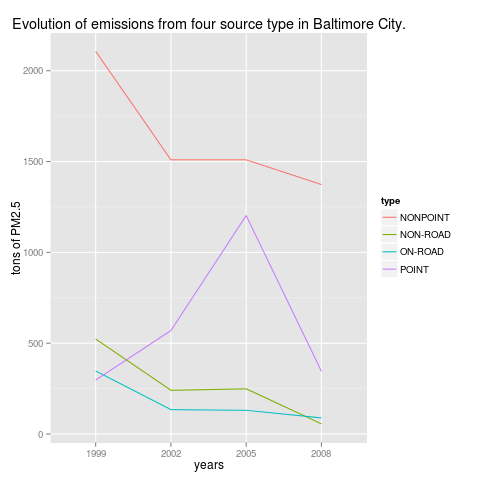 Evolution of emissions from four source type in Baltimore City.
2000
1500
1000
500
0
tons of PM2.5
1999 2002 2005 2008
years
type
NONPOINT
NON-ROAD
ON-ROAD
POINT